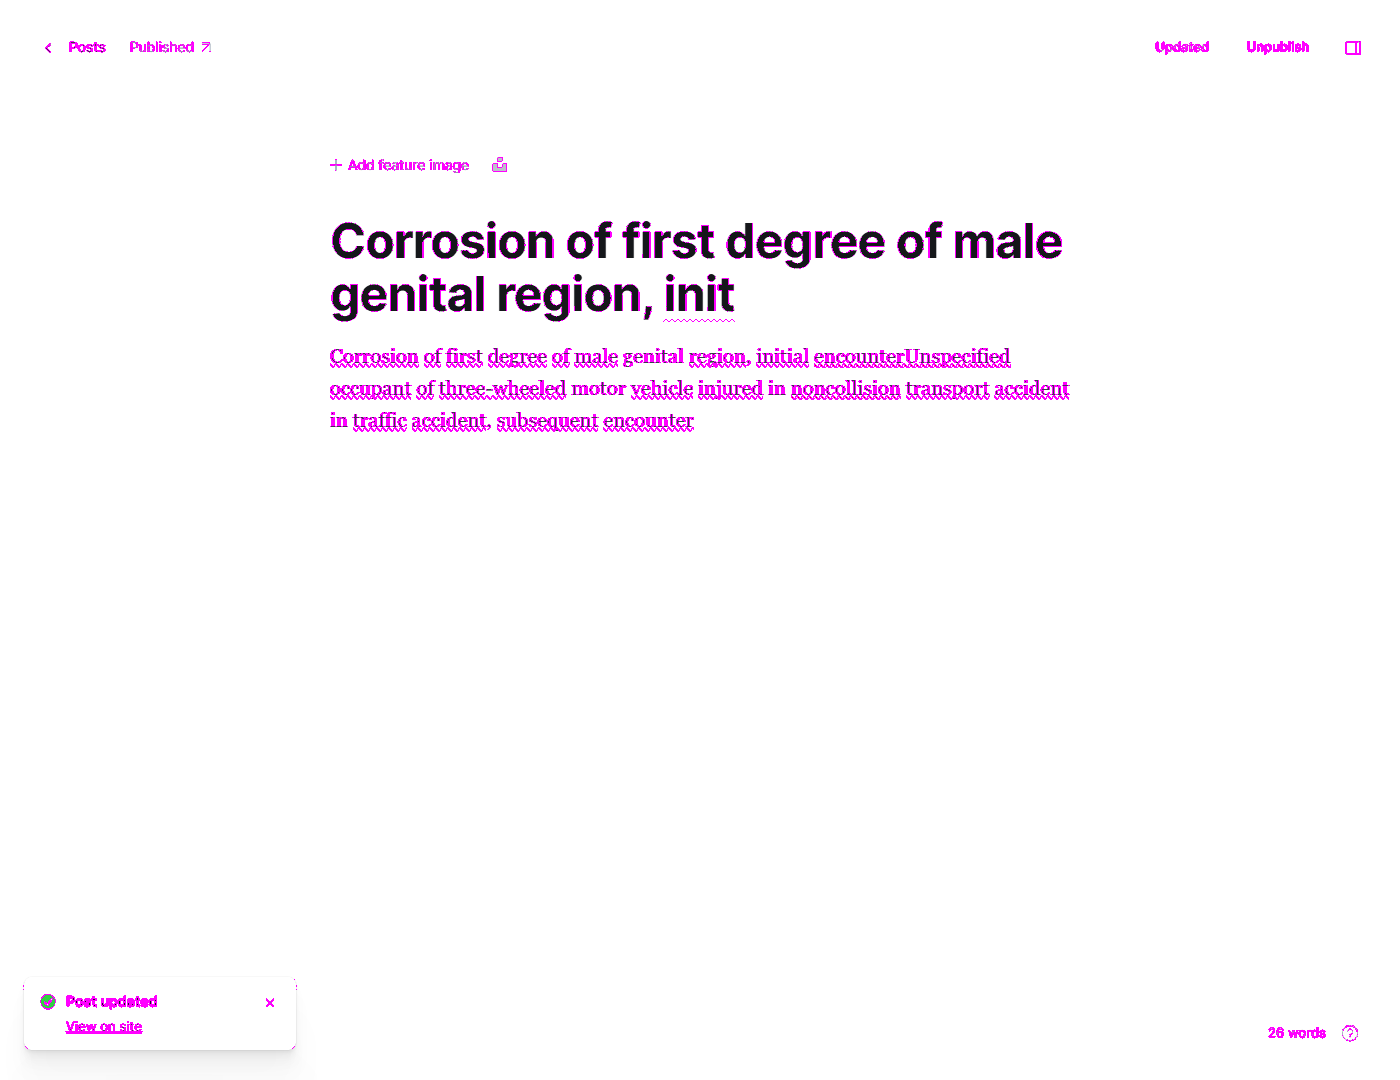 Posts
Published
Updated
Unpublish
Add feature image
Corrosion of first degree of male
genital region, init
Corrosion of first degree of male genital region, initial encounterUnspecified
occupant of three-wheeled motor vehicle injured in noncollision transport accident
in traffic accident, subsequent encounter
Post updated
View on site
26 words